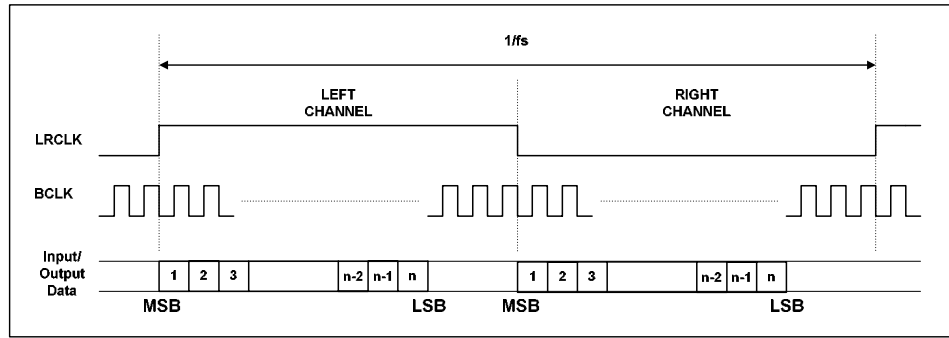 1/fs
LEFT
CHANNEL
RIGHT
CHANNEL
LRCLK
BCLK
Input/
Output
Data
1 2 3 n-2 n-1 n 1 2 3 n-2 n-1 n
MSB LSB MSB LSB